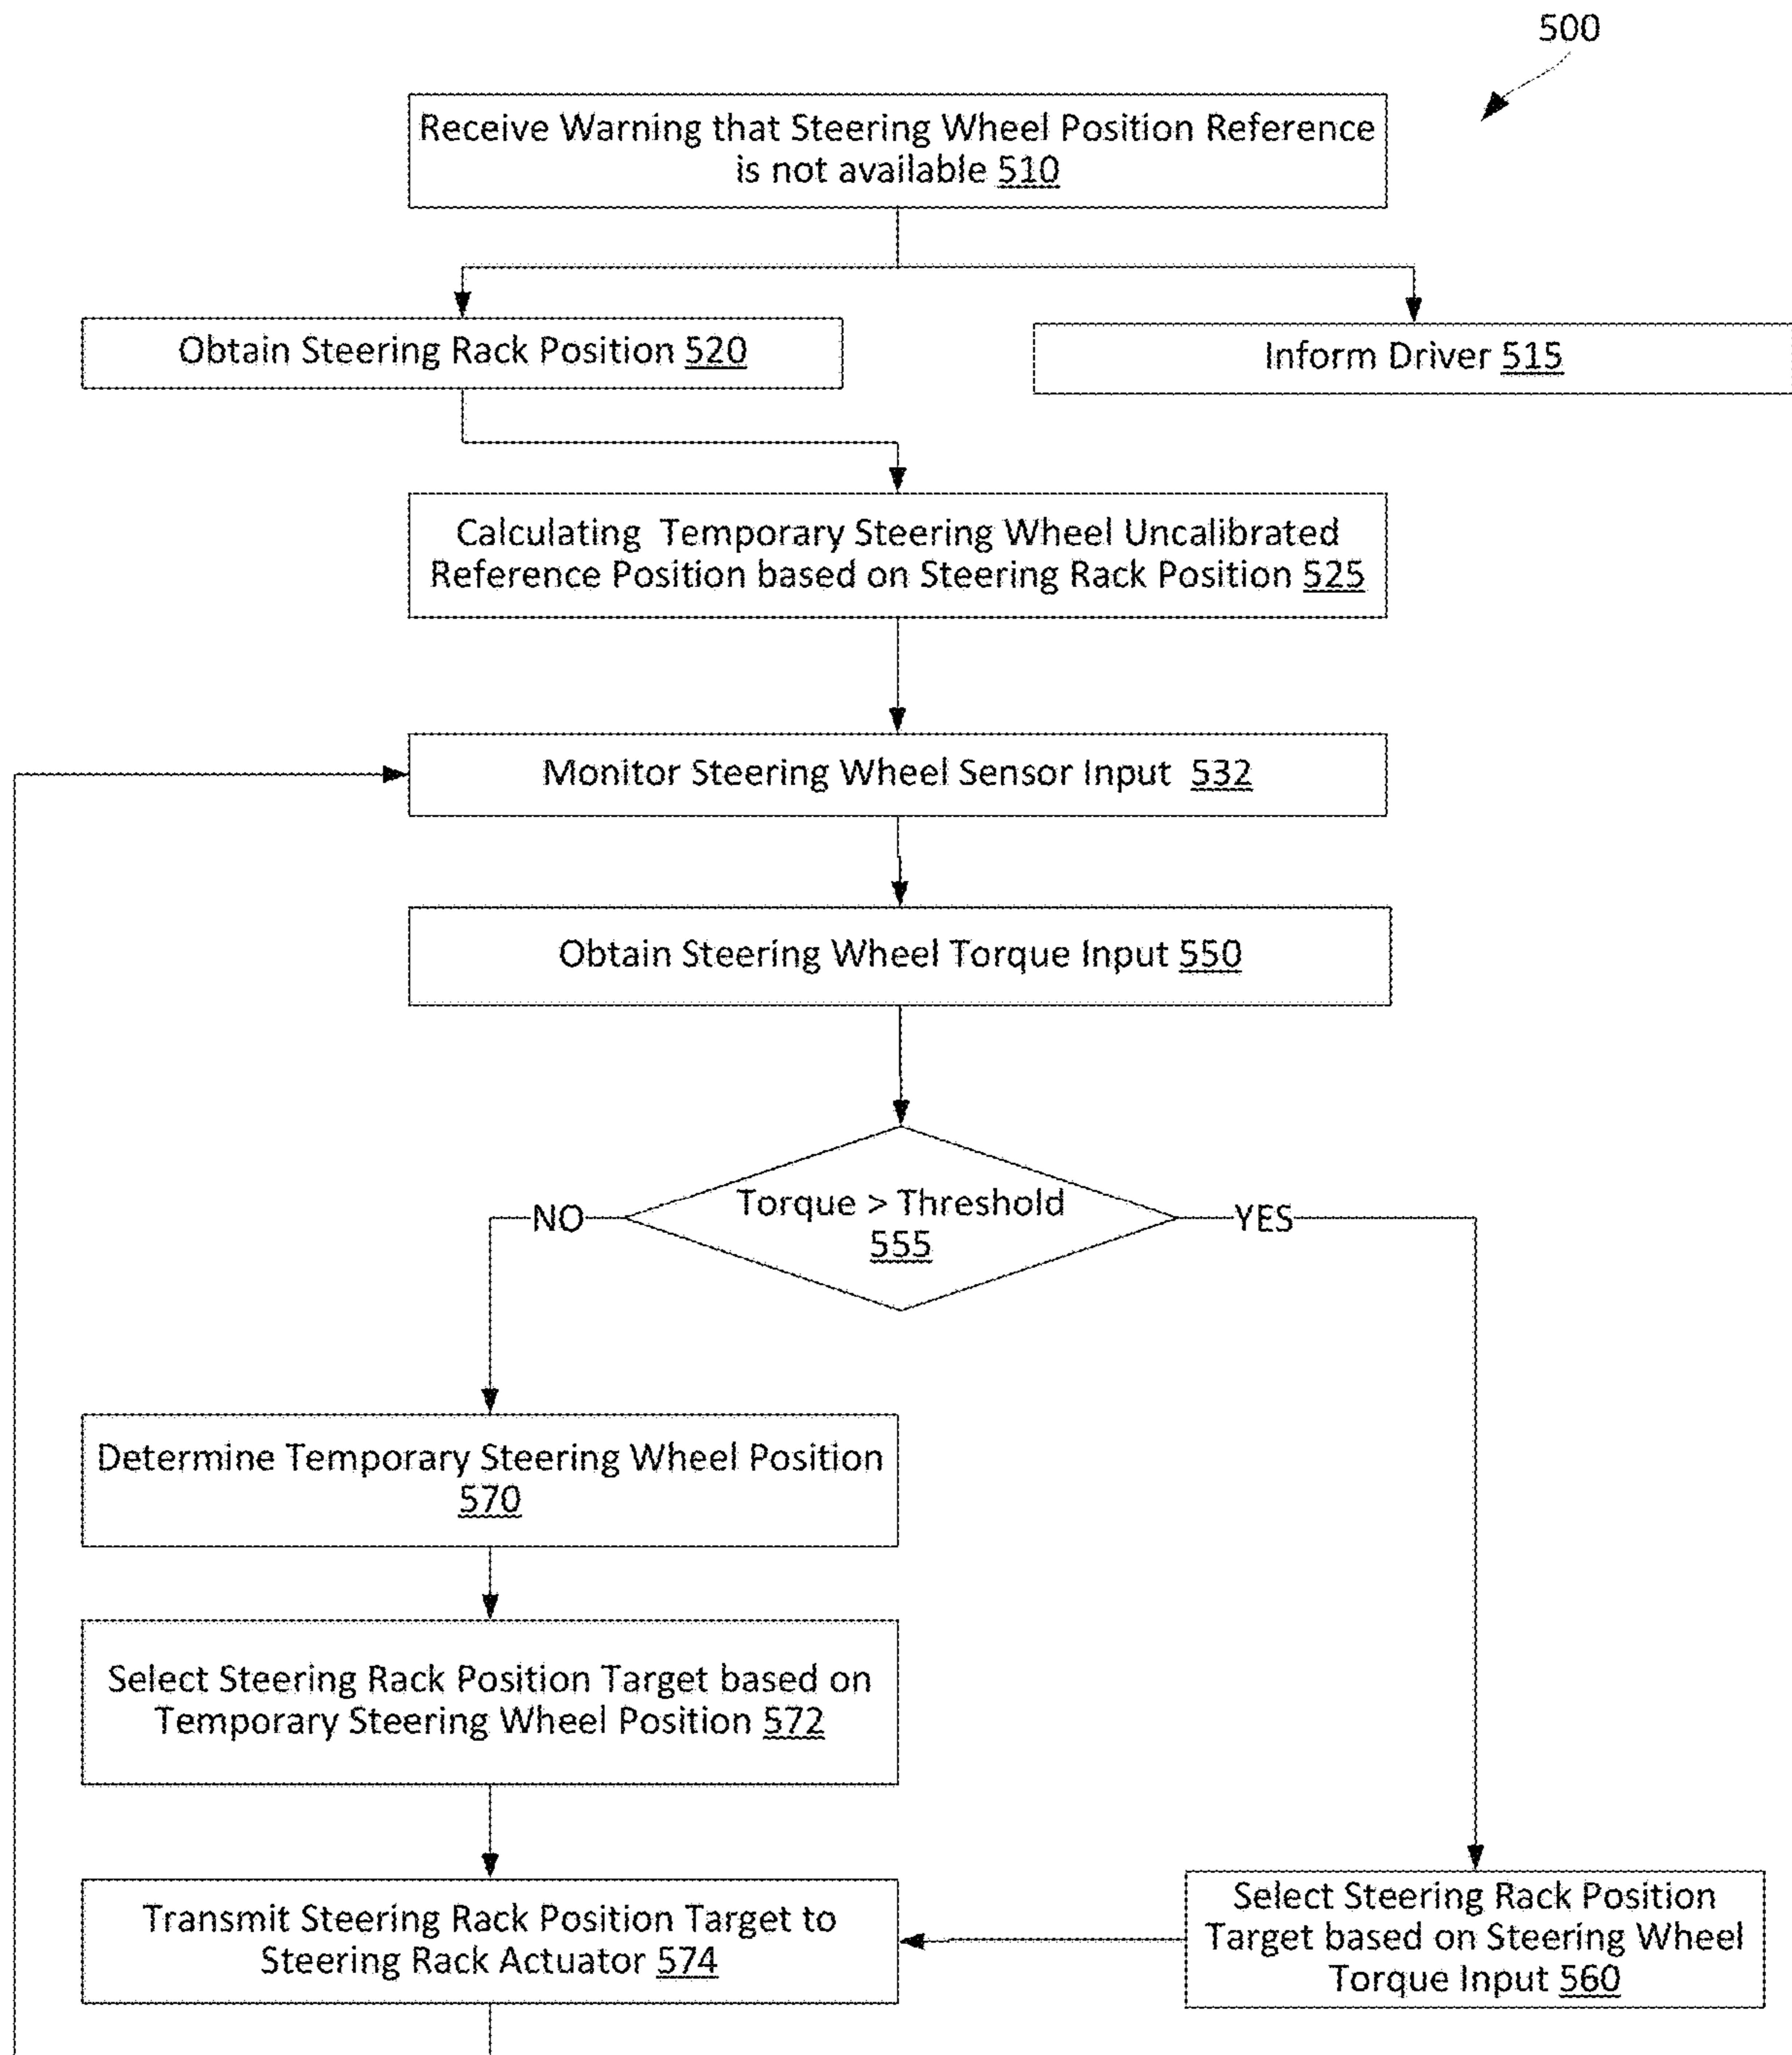 500
Receive Warning that Steering Wheel Position Reference
is not available 510
Obtain Steering Rack Position 520
Inform Driver 515
Calculating Temporary Steering Wheel Uncalibrated
Reference Position based on Steering Rack Position 525
Monitor Steering Wheel Sensor Input 532
Obtain Steering Wheel Torque Input 550
Torque > Threshold
555
NO
YES
Determine Temporary Steering Wheel Position
570
Select Steering Rack Position Target based on
Temporary Steering Wheel Position 572
Transmit Steering Rack Position Target to
Steering Rack Actuator 574
Select Steering Rack Position
Target based on Steering Wheel
Torque Input 560